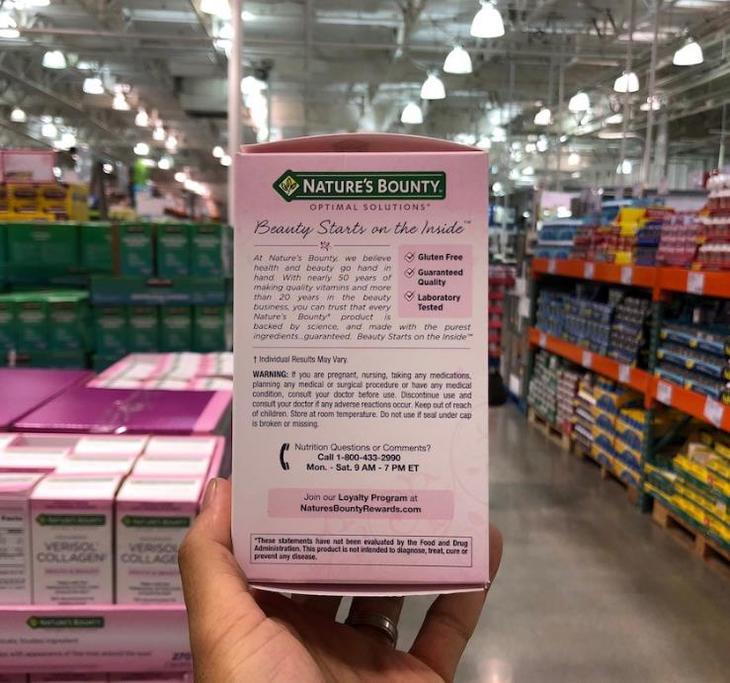 NATURE'S BOUNTY®
OPTIMAL SOLUTIONS®
Beauty Starts on the Inside™
At Nature's Bounty, we believe
health and beauty go hand in
hand. With nearly 50 years of
making quality vitamins and more
than 20 years in the beauty
business, you can trust that every
Nature's Bounty® product is
backed by science, and made with the purest
ingredients...guaranteed. Beauty Starts on the Inside™
Gluten Free
Guaranteed
Quality
Laboratory
Tested
† Individual Results May Vary.
WARNING: If you are pregnant, nursing, taking any medications,
planning any medical or surgical procedure or have any medical
condition, consult your doctor before use. Discontinue use and
consult your doctor if any adverse reactions occur. Keep out of reach
of children. Store at room temperature. Do not use if seal under cap
is broken or missing.
Nutrition Questions or Comments?
Call 1-800-433-2990
Mon. - Sat. 9 AM - 7 PM ET
Join our Loyalty Program at
NaturesBountyRewards.com
*These statements have not been evaluated by the Food and Drug
Administration. This product is not intended to diagnose, treat, cure or
prevent any disease.
NATURE'S BOUNTY
VERISOL
COLLAGEN
NATURE'S BOUNTY
VERISOL
COLLAGEN
NATURE'S BOUNTY